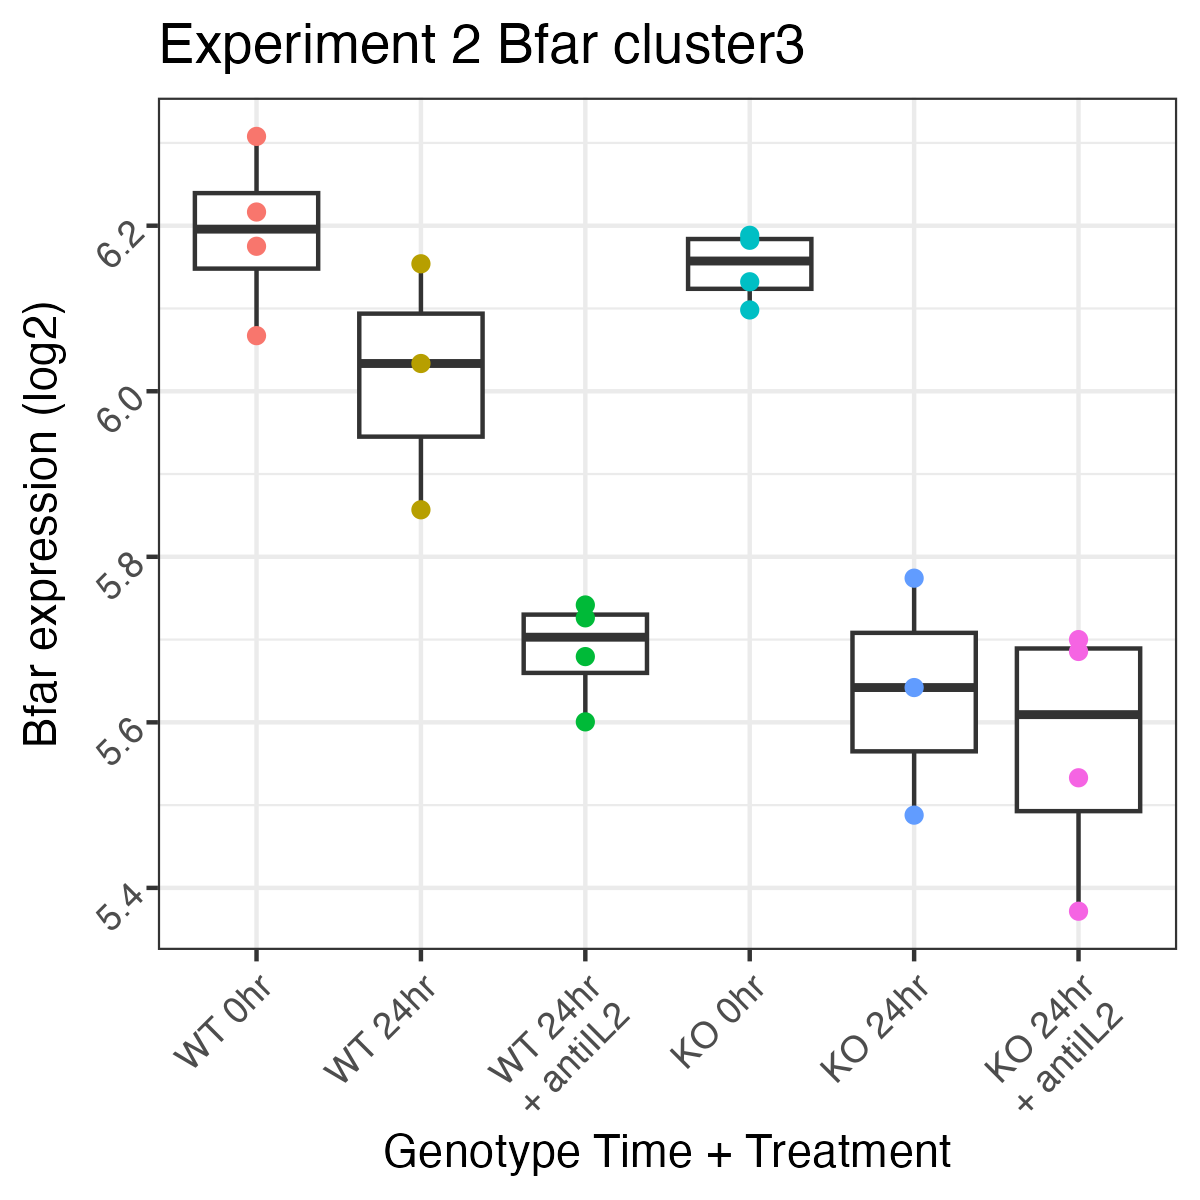 Experiment 2 Bfar cluster3
Bfar expression (log2)
6.2
6.0
5.8
5.6
5.4
WT 0hr
WT 24hr
WT 24hr
+ antiIL2
KO 0hr
KO 24hr
KO 24hr
+ antiIL2
Genotype Time + Treatment